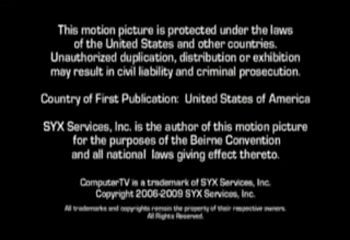 This motion picture is protected under the laws
of the United States and other countries.
Unauthorized duplication, distribution or exhibition
may result in civil liability and criminal prosecution.
Country of First Publication: United States of America
SYX Services, Inc. is the author of this motion picture
for the purposes of the Beirne Convention
and all national laws giving effect thereto.
ComputerTV is a trademark of SYX Services, Inc.
Copyright 2006-2009 SYX Services, Inc.
All trademarks and copyrights remain the property of their respective owners.
All Rights Reserved.